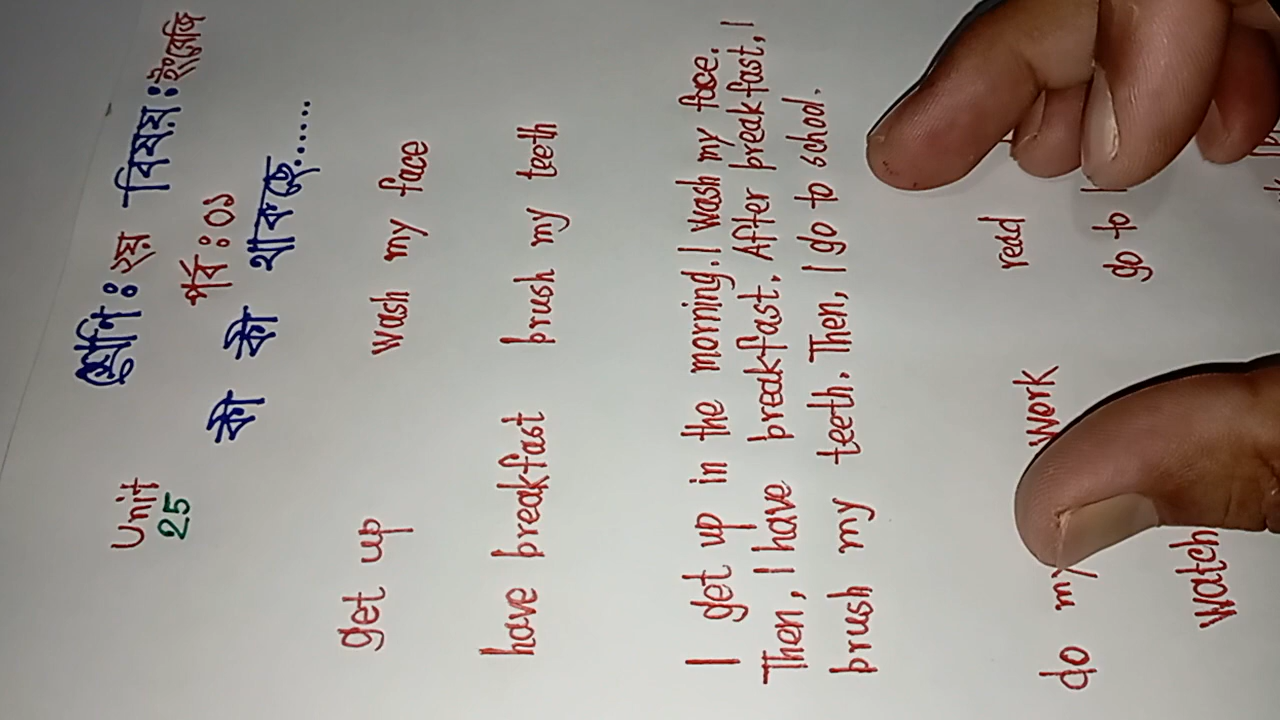 Unit 25
শ্রেণি : ২য় বিষয় : ইংরেজি
পর্ব : ০১
কী কী থাকছে......
get up wash my face
have breakfast brush my teeth
I get up in the morning. I wash my face.
Then, I have breakfast. After breakfast, I
brush my teeth. Then, I go to school.
do my work read
go to
Watch